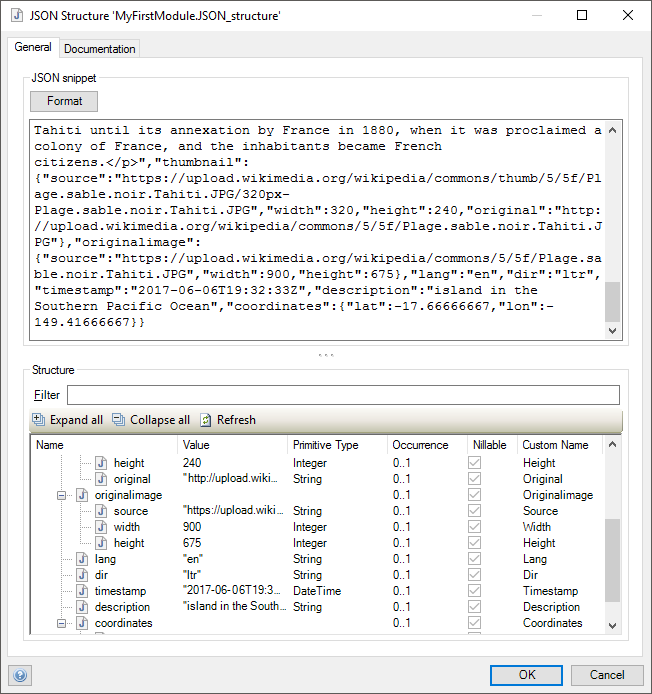 JSON Structure 'MyFirstModule.JSON_structure'
General Documentation
JSON snippet
Format
Tahiti until its annexation by France in 1880, when it was proclaimed a
colony of France, and the inhabitants became French
citizens.</p>","thumbnail":
{"source":"https://upload.wikimedia.org/wikipedia/commons/thumb/5/5f/Pl
age.sable.noir.Tahiti.JPG/320px-
Plage.sable.noir.Tahiti.JPG","width":320,"height":240,"original":"http:
//upload.wikimedia.org/wikipedia/commons/5/5f/Plage.sable.noir.Tahiti.J
PG"},"originalimage":
{"source":"https://upload.wikimedia.org/wikipedia/commons/5/5f/Plage.sa
ble.noir.Tahiti.JPG","width":900,"height":675},"lang":"en","dir":"ltr",
"timestamp":"2017-06-06T19:32:33Z","description":"island in the
Southern Pacific Ocean","coordinates":{"lat":-17.66666667,"lon":-
149.41666667}}
Structure
Filter
Expand all Collapse all Refresh
Name Value Primitive Type Occurrence Nillable Custom Name
height 240 Integer 0..1 Height
original "http://upload.wiki... String 0..1 Original
originalimage 0..1 Originalimage
source "https://upload.wiki... String 0..1 Source
width 900 Integer 0..1 Width
height 675 Integer 0..1 Height
lang "en" String 0..1 Lang
dir "ltr" String 0..1 Dir
timestamp "2017-06-06T19:3... DateTime 0..1 Timestamp
description "island in the South... String 0..1 Description
coordinates 0..1 Coordinates
OK Cancel